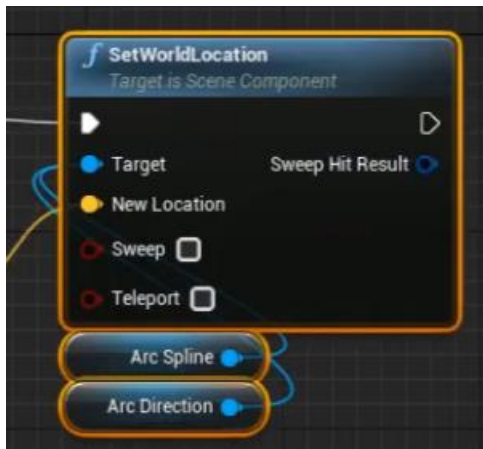 f SetWorldLocation
Target is Scene Component
Target Sweep Hit Result
New Location
Sweep
Teleport
Arc Spline
Arc Direction